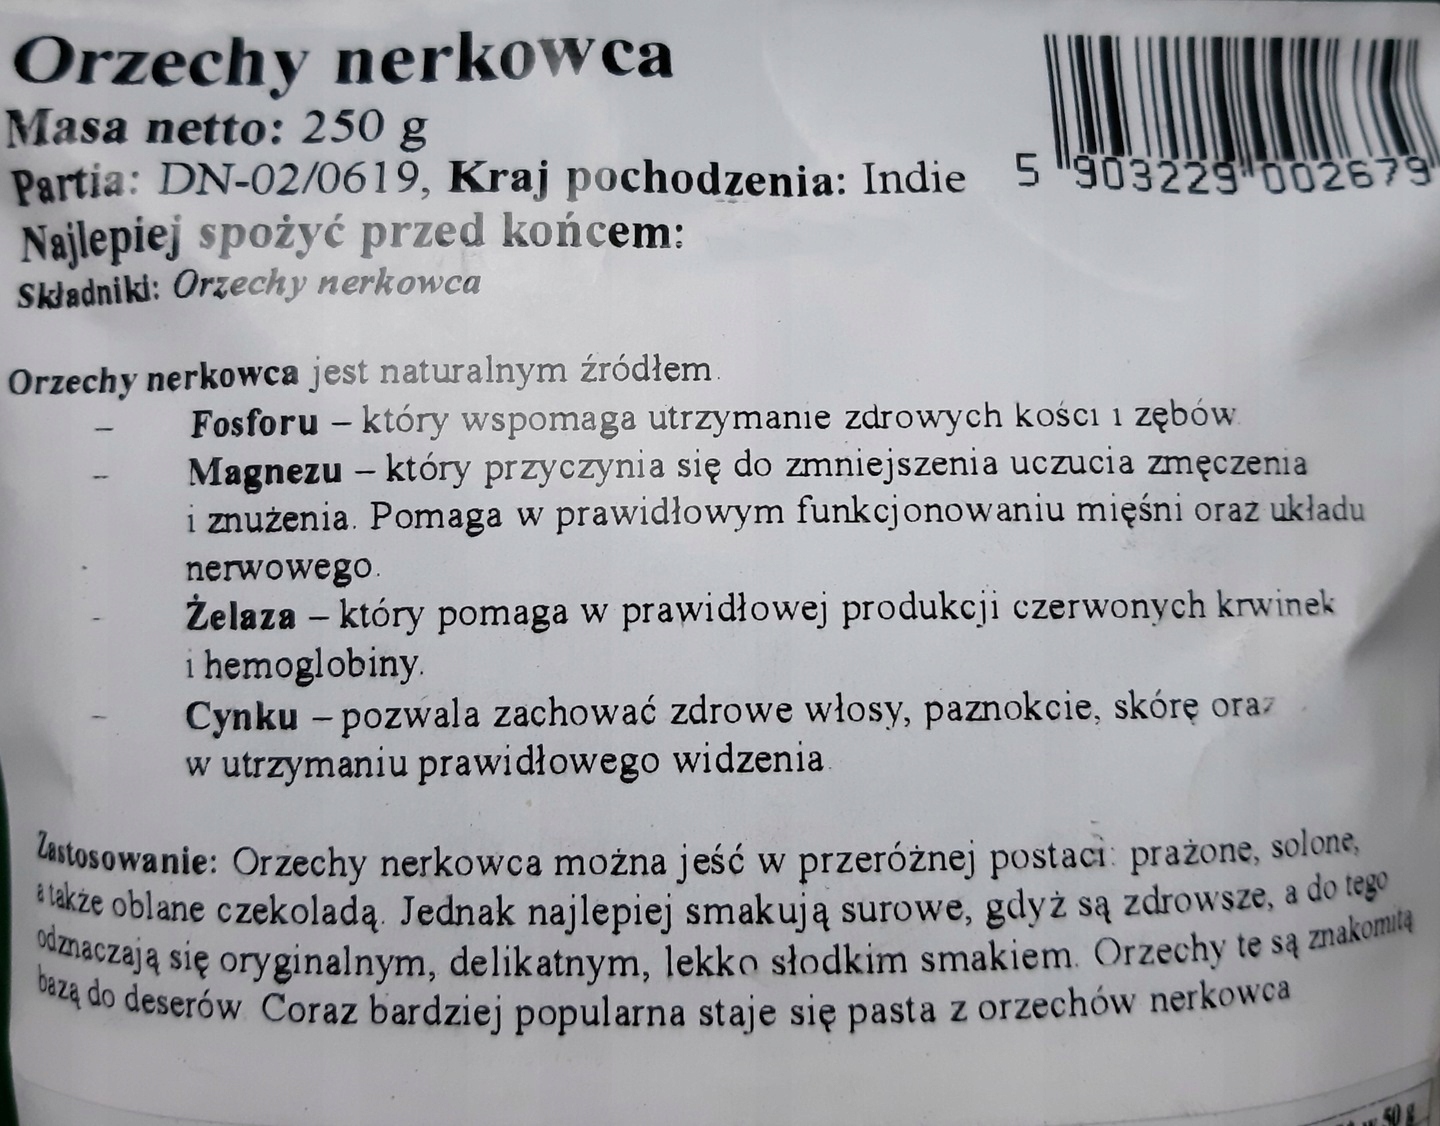 Orzechy nerkowca
Masa netto: 250 g
Partia: DN-02/0619, Kraj pochodzenia: Indie
5 903229 002679
Najlepiej spożyć przed końcem:
Składniki: Orzechy nerkowca
Orzechy nerkowca jest naturalnym źródłem.
– Fosforu – który wspomaga utrzymanie zdrowych kości i zębów.
– Magnezu – który przyczynia się do zmniejszenia uczucia zmęczenia
i znużenia. Pomaga w prawidłowym funkcjonowaniu mięśni oraz układu
nerwowego.
- Żelaza – który pomaga w prawidłowej produkcji czerwonych krwinek
i hemoglobiny.
– Cynku – pozwala zachować zdrowe włosy, paznokcie, skórę oraz
w utrzymaniu prawidłowego widzenia.
Zastosowanie: Orzechy nerkowca można jeść w przeróżnej postaci: prażone, solone,
a także oblane czekoladą. Jednak najlepiej smakują surowe, gdyż są zdrowsze, a do tego
odznaczają się oryginalnym, delikatnym, lekko słodkim smakiem. Orzechy te są znakomitą
bazą do deserów. Coraz bardziej popularna staje się pasta z orzechów nerkowca
50 g